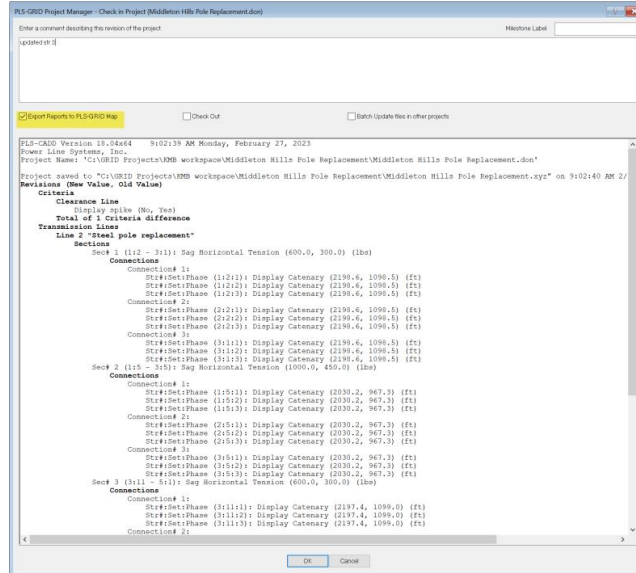 PLS-GRID Project Manager - Check in Project (Middleton Hills Pole Replacement.don)
Enter a comment describing this revision of the project
Milestone Label
updated str 3
Export Reports to PLS-GRID Map
Check Out
Batch Update files in other projects
PLS-CADD Version 18.04x64 9:02:39 AM Monday, February 27, 2023
Power Line Systems, Inc.
Project Name: 'C:\GRID Projects\KMB workspace\Middleton Hills Pole Replacement\Middleton Hills Pole Replacement.don'
Project saved to "C:\GRID Projects\KMB workspace\Middleton Hills Pole Replacement\Middleton Hills Pole Replacement.xyz" on 9:02:40 AM 2/
Revisions (New Value, Old Value)
Criteria
Clearance Line
Display spike (No, Yes)
Total of 1 Criteria difference
Transmission Lines
Line 2 "Steel pole replacement"
Sections
Sec# 1 (1:2 - 3:1): Sag Horizontal Tension (600.0, 300.0) (lbs)
Connections
Connection# 1:
Str#:Set:Phase (1:2:1): Display Catenary (2198.6, 1098.5) (ft)
Str#:Set:Phase (1:2:2): Display Catenary (2198.6, 1098.5) (ft)
Str#:Set:Phase (1:2:3): Display Catenary (2198.6, 1098.5) (ft)
Connection# 2:
Str#:Set:Phase (2:2:1): Display Catenary (2198.6, 1098.5) (ft)
Str#:Set:Phase (2:2:2): Display Catenary (2198.6, 1098.5) (ft)
Str#:Set:Phase (2:2:3): Display Catenary (2198.6, 1098.5) (ft)
Connection# 3:
Str#:Set:Phase (3:1:1): Display Catenary (2198.6, 1098.5) (ft)
Str#:Set:Phase (3:1:2): Display Catenary (2198.6, 1098.5) (ft)
Str#:Set:Phase (3:1:3): Display Catenary (2198.6, 1098.5) (ft)
Sec# 2 (1:5 - 3:5): Sag Horizontal Tension (1000.0, 450.0) (lbs)
Connections
Connection# 1:
Str#:Set:Phase (1:5:1): Display Catenary (2030.2, 967.3) (ft)
Str#:Set:Phase (1:5:2): Display Catenary (2030.2, 967.3) (ft)
Str#:Set:Phase (1:5:3): Display Catenary (2030.2, 967.3) (ft)
Connection# 2:
Str#:Set:Phase (2:5:1): Display Catenary (2030.2, 967.3) (ft)
Str#:Set:Phase (2:5:2): Display Catenary (2030.2, 967.3) (ft)
Str#:Set:Phase (2:5:3): Display Catenary (2030.2, 967.3) (ft)
Connection# 3:
Str#:Set:Phase (3:5:1): Display Catenary (2030.2, 967.3) (ft)
Str#:Set:Phase (3:5:2): Display Catenary (2030.2, 967.3) (ft)
Str#:Set:Phase (3:5:3): Display Catenary (2030.2, 967.3) (ft)
Sec# 3 (3:11 - 5:1): Sag Horizontal Tension (600.0, 300.0) (lbs)
Connections
Connection# 1:
Str#:Set:Phase (3:11:1): Display Catenary (2197.4, 1099.0) (ft)
Str#:Set:Phase (3:11:2): Display Catenary (2197.4, 1099.0) (ft)
Str#:Set:Phase (3:11:3): Display Catenary (2197.4, 1099.0) (ft)
Connection# 2:
OK
Cancel